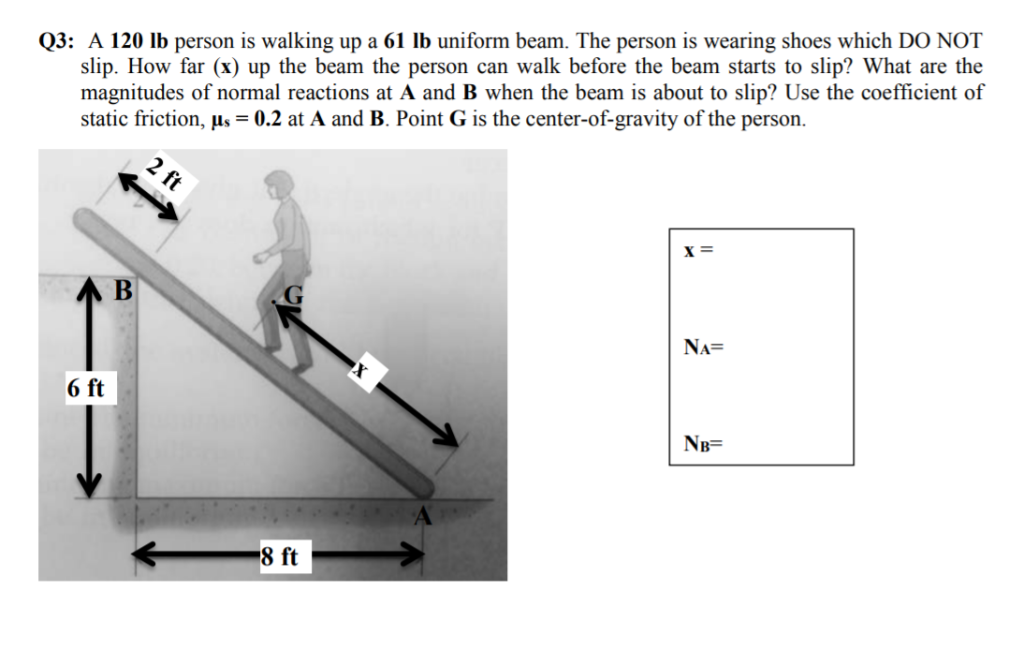 Q3: A 120 lb person is walking up a 61 lb uniform beam. The person is wearing shoes which DO NOT
slip. How far (x) up the beam the person can walk before the beam starts to slip? What are the
magnitudes of normal reactions at A and B when the beam is about to slip? Use the coefficient of
static friction, μs = 0.2 at A and B. Point G is the center-of-gravity of the person.
2 ft
B
G
x
6 ft
A
8 ft
x =
NA=
NB=